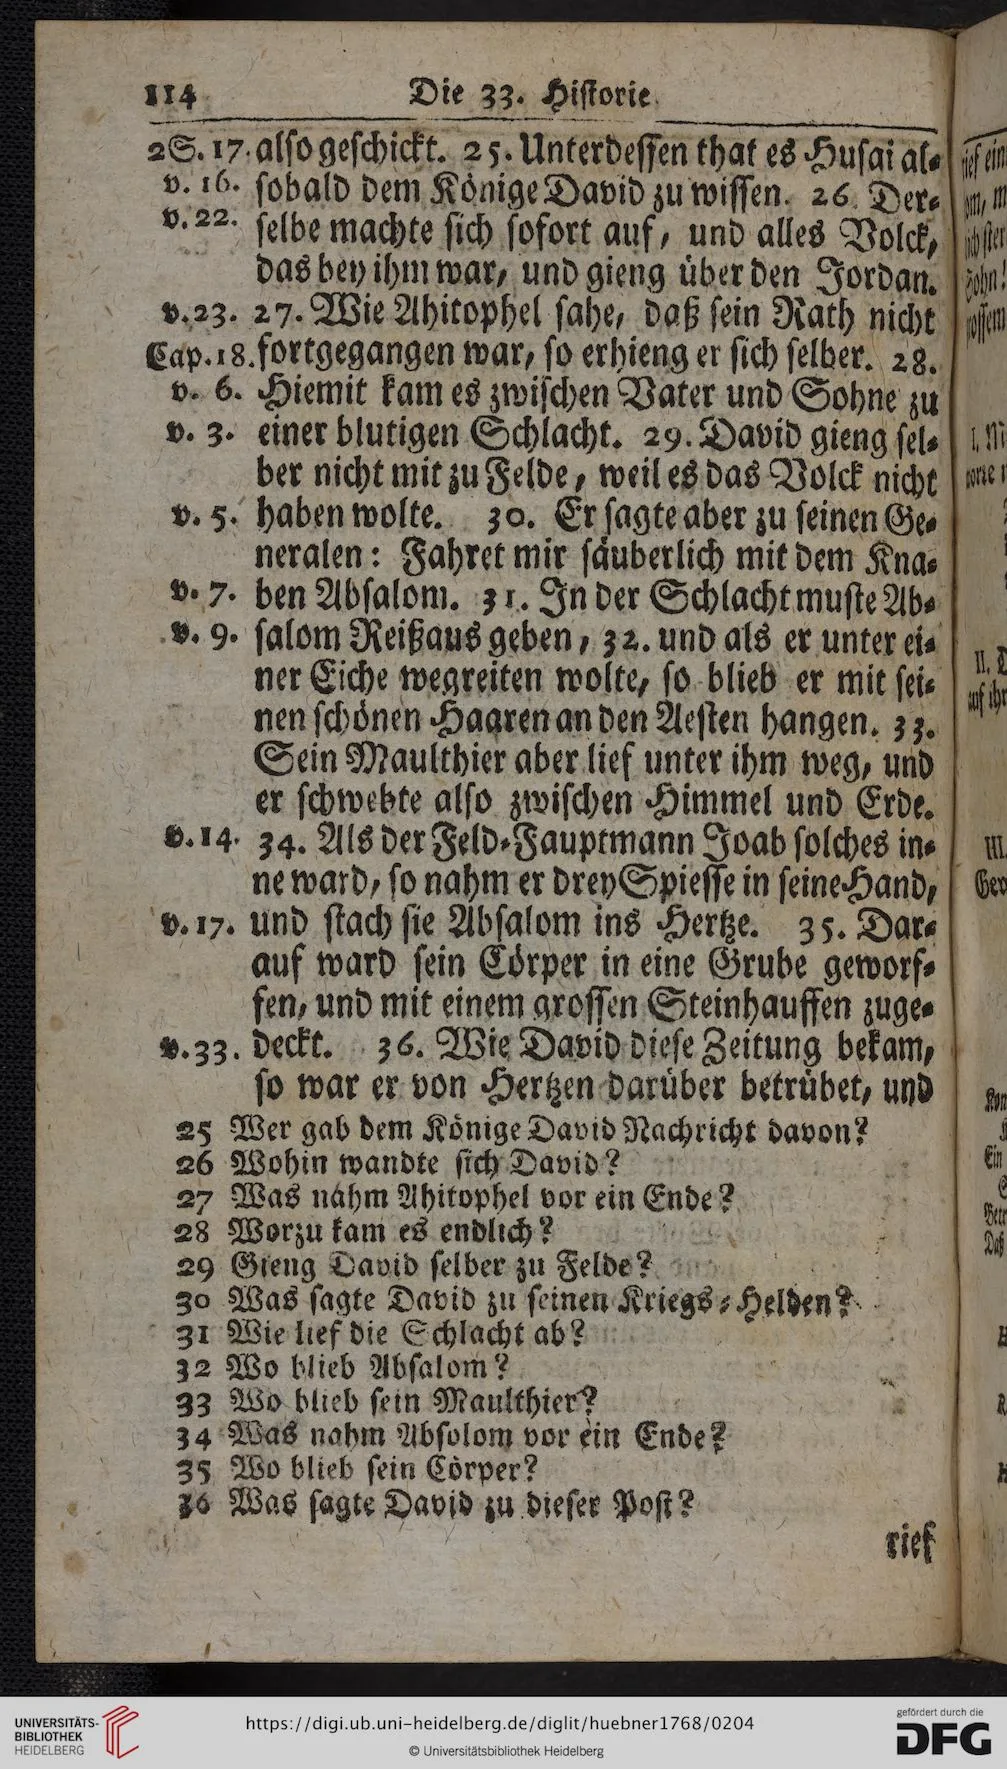 114 Die 33. Historie.
2S. 17. also geschickt. 25. Unterdessen that es Husai al=
v. 16. sobald dem Könige David zu wissen. 26. Der=
v. 22. selbe machte sich sofort auf, und alles Volck,
das bey ihm war, und gieng über den Jordan.
v. 23. 27. Wie Ahitophel sahe, daß sein Rath nicht
Cap. 18. fortgegangen war, so erhieng er sich selber. 28.
v. 6. Hiemit kam es zwischen Vater und Sohne zu
v. 3. einer blutigen Schlacht. 29. David gieng sel=
ber nicht mit zu Felde, weil es das Volck nicht
v. 5. haben wolte. 30. Er sagte aber zu seinen Ge=
neralen: Fahret mir säuberlich mit dem Kna=
v. 7. ben Absalom. 31. In der Schlacht muste Ab=
v. 9. salom Reißaus geben, 32. und als er unter ei=
ner Eiche wegreiten wolte, so blieb er mit sei=
nen schönen Haaren an den Aesten hangen. 33.
Sein Maulthier aber lief unter ihm weg, und
er schwebte also zwischen Himmel und Erde.
v. 14. 34. Als der Feld=Fauptmann Joab solches in=
ne ward, so nahm er drey Spiesse in seine Hand,
v. 17. und stach sie Absalom ins Hertze. 35. Dar=
auf ward sein Cörper in eine Grube geworf=
fen, und mit einem grossen Steinhauffen zuge=
v. 33. deckt. 36. Wie David diese Zeitung bekam,
so war er von Hertzen darüber betrübet, und
25 Wer gab dem Könige David Nachricht davon?
26 Wohin wandte sich David?
27 Was nahm Ahitophel vor ein Ende?
28 Worzu kam es endlich?
29 Gieng David selber zu Felde?
30 Was sagte David zu seinen Kriegs=Helden?
31 Wie lief die Schlacht ab?
32 Wo blieb Absalom?
33 Wo blieb sein Maulthier?
34 Was nahm Absolom vor ein Ende?
35 Wo blieb sein Cörper?
36 Was sagte David zu dieser Post?
rief
UNIVERSITÄTS-
BIBLIOTHEK
HEIDELBERG
https://digi.ub.uni-heidelberg.de/diglit/huebner1768/0204
© Universitätsbibliothek Heidelberg
gefördert durch die
DFG